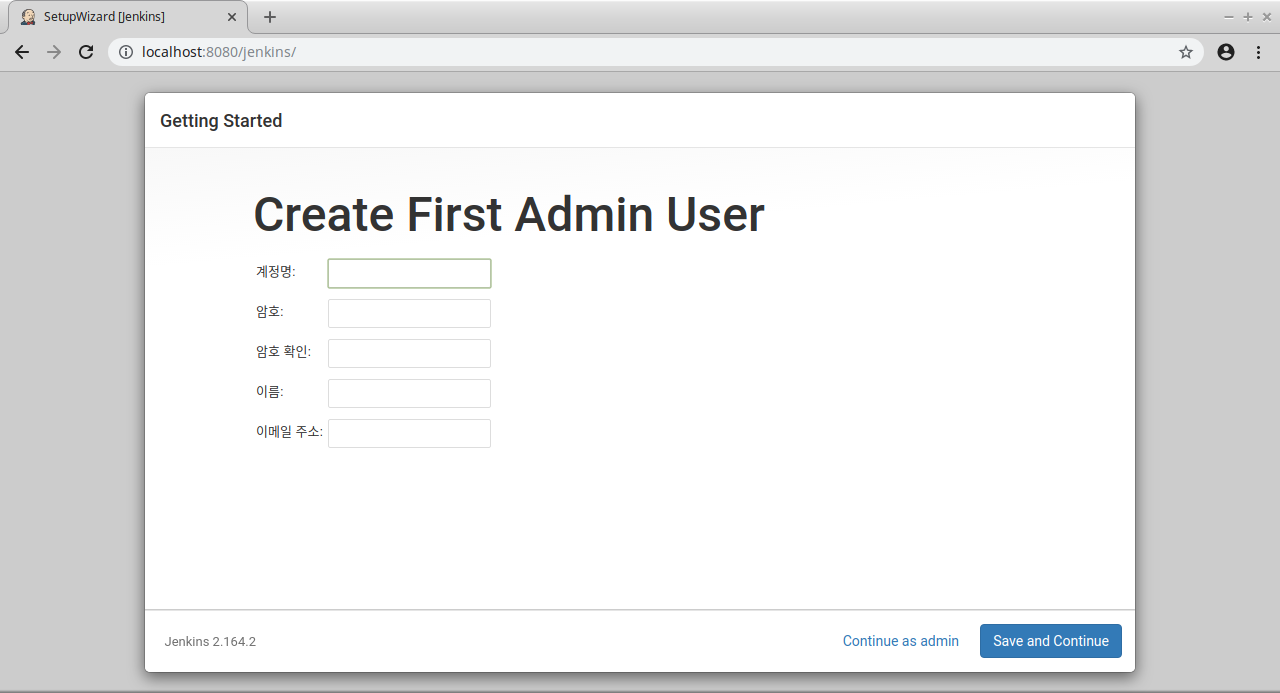 SetupWizard [Jenkins]
localhost:8080/jenkins/
Getting Started
Create First Admin User
계정명:
암호:
암호 확인:
이름:
이메일 주소:
Jenkins 2.164.2
Continue as admin
Save and Continue